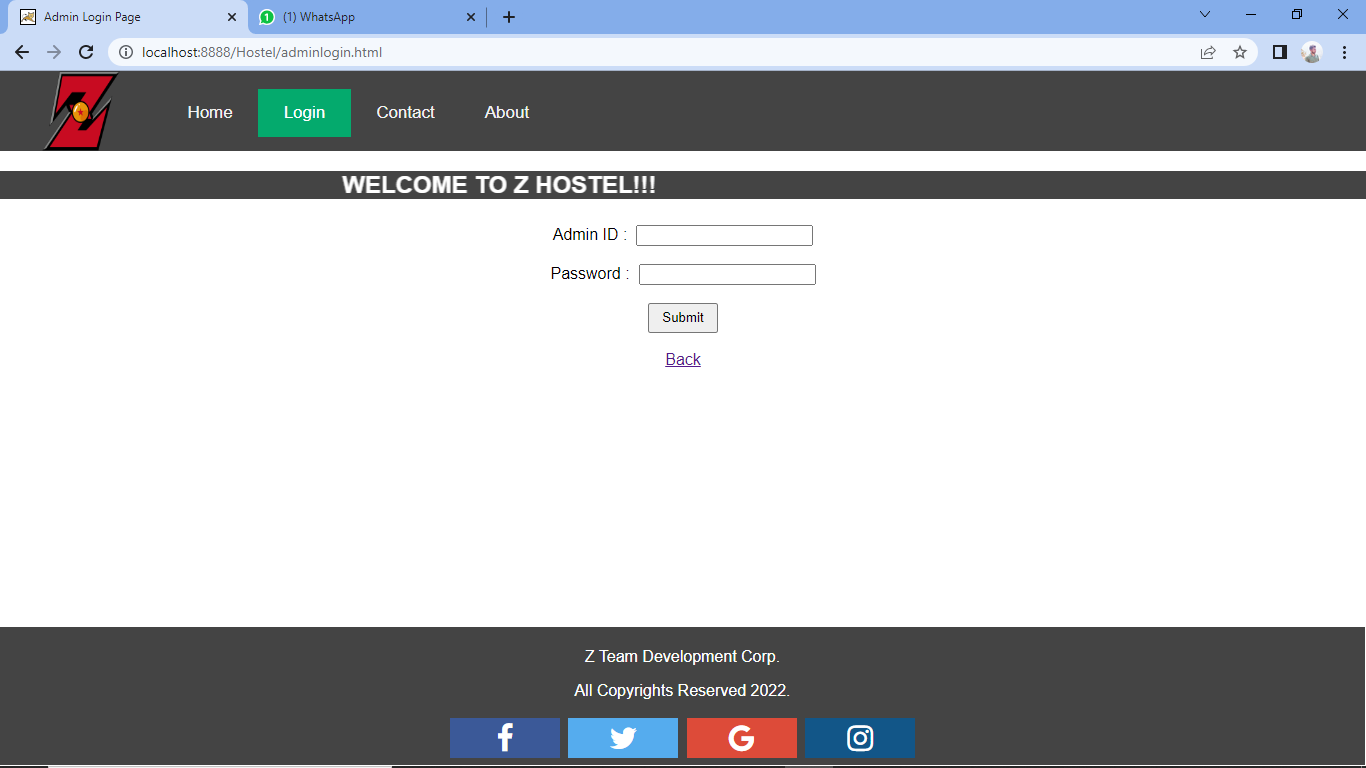 Admin Login Page
(1) WhatsApp
localhost:8888/Hostel/adminlogin.html
Home Login Contact About
WELCOME TO Z HOSTEL!!!
Admin ID :
Password :
Submit
Back
Z Team Development Corp.
All Copyrights Reserved 2022.